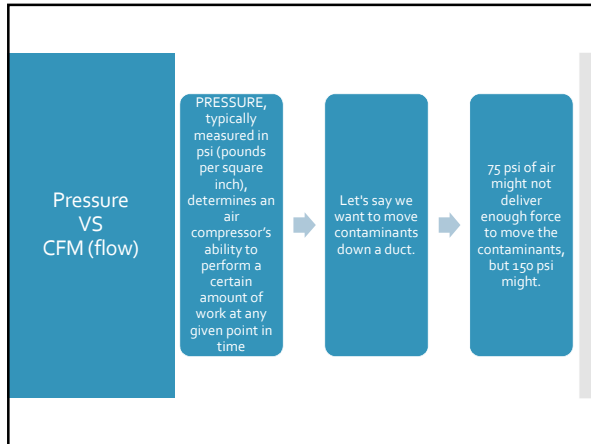 Pressure
VS
CFM (flow)
PRESSURE,
typically
measured in
psi (pounds
per square
inch),
determines an
air
compressor’s
ability to
perform a
certain
amount of
work at any
given point in
time
Let's say we
want to move
contaminants
down a duct.
75 psi of air
might not
deliver
enough force
to move the
contaminants,
but 150 psi
might.